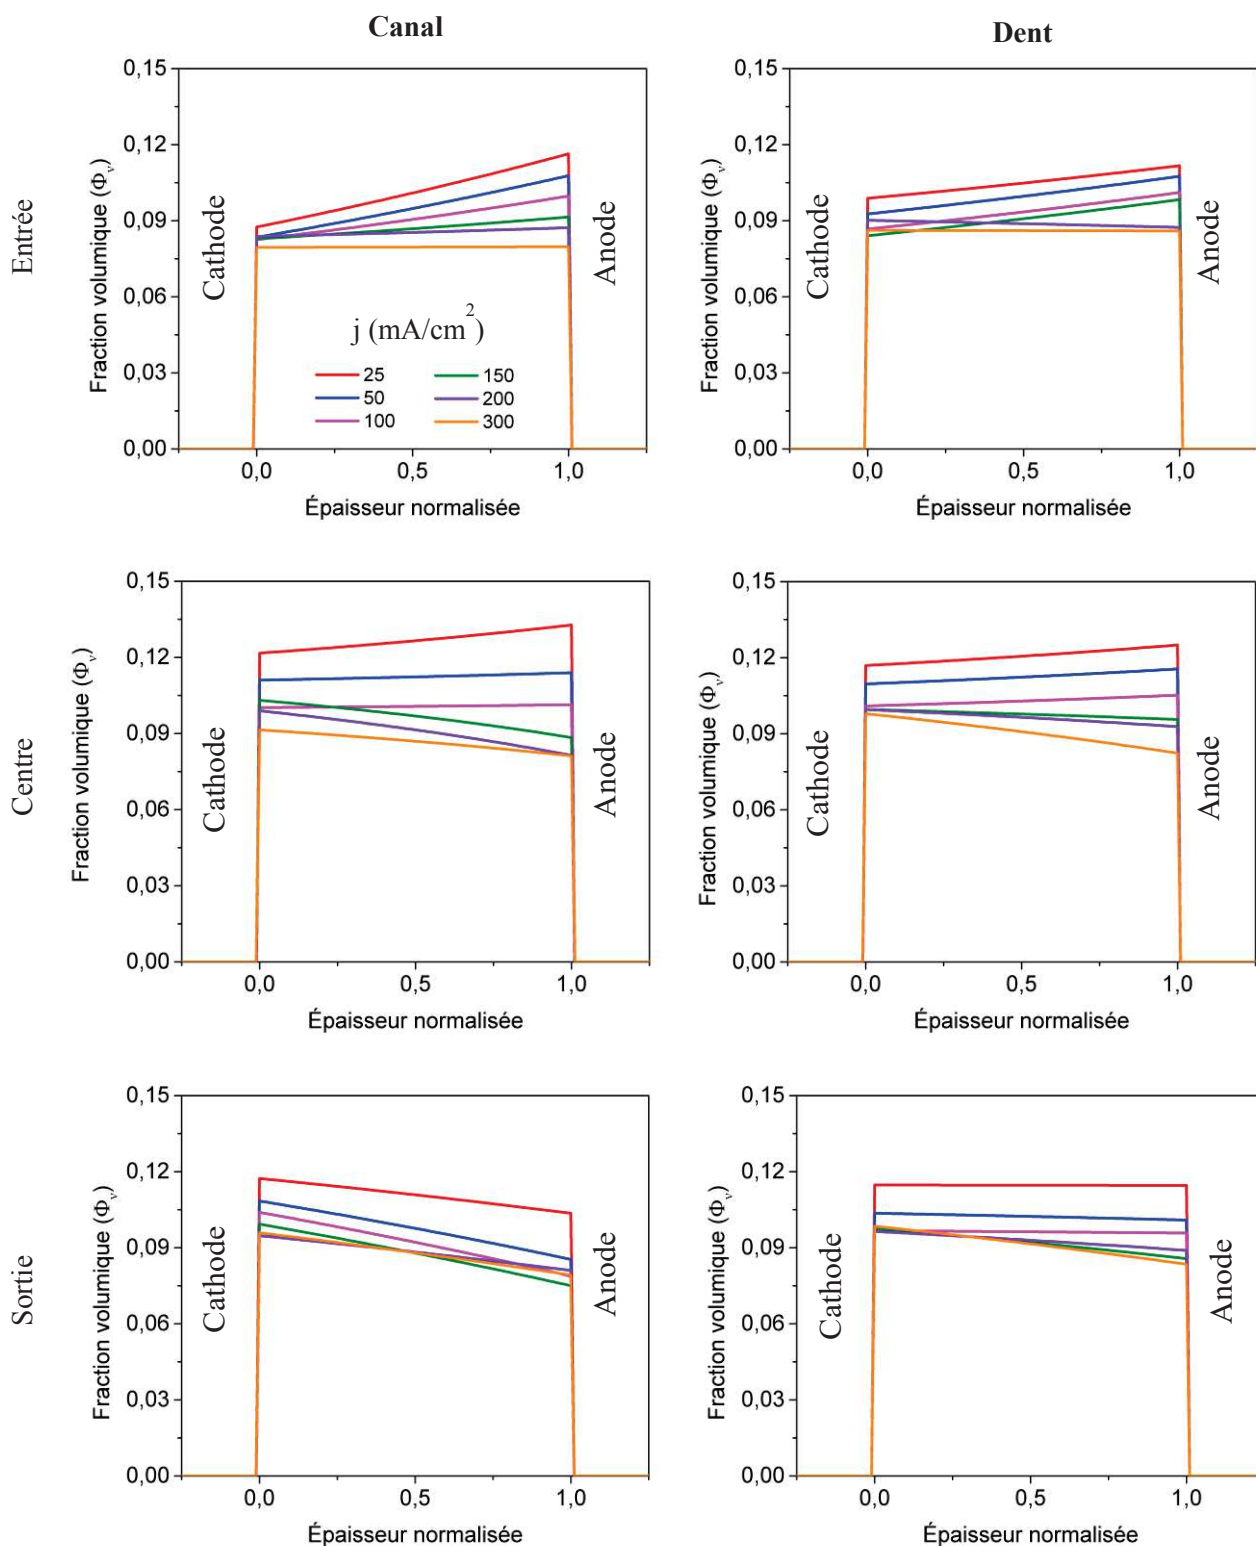 Canal
Dent
Entrée
Fraction volumique (Φv)
0,15
0,12
0,09
0,06
0,03
0,00
Cathode
Anode
j (mA/cm2)
25
150
50
200
100
300
0,0
0,5
1,0
Épaisseur normalisée
Fraction volumique (Φv)
0,15
0,12
0,09
0,06
0,03
0,00
Cathode
Anode
0,0
0,5
1,0
Épaisseur normalisée
Centre
Fraction volumique (Φv)
0,15
0,12
0,09
0,06
0,03
0,00
Cathode
Anode
0,0
0,5
1,0
Épaisseur normalisée
Fraction volumique (Φv)
0,15
0,12
0,09
0,06
0,03
0,00
Cathode
Anode
0,0
0,5
1,0
Épaisseur normalisée
Sortie
Fraction volumique (Φv)
0,15
0,12
0,09
0,06
0,03
0,00
Cathode
Anode
0,0
0,5
1,0
Épaisseur normalisée
Fraction volumique (Φv)
0,15
0,12
0,09
0,06
0,03
0,00
Cathode
Anode
0,0
0,5
1,0
Épaisseur normalisée